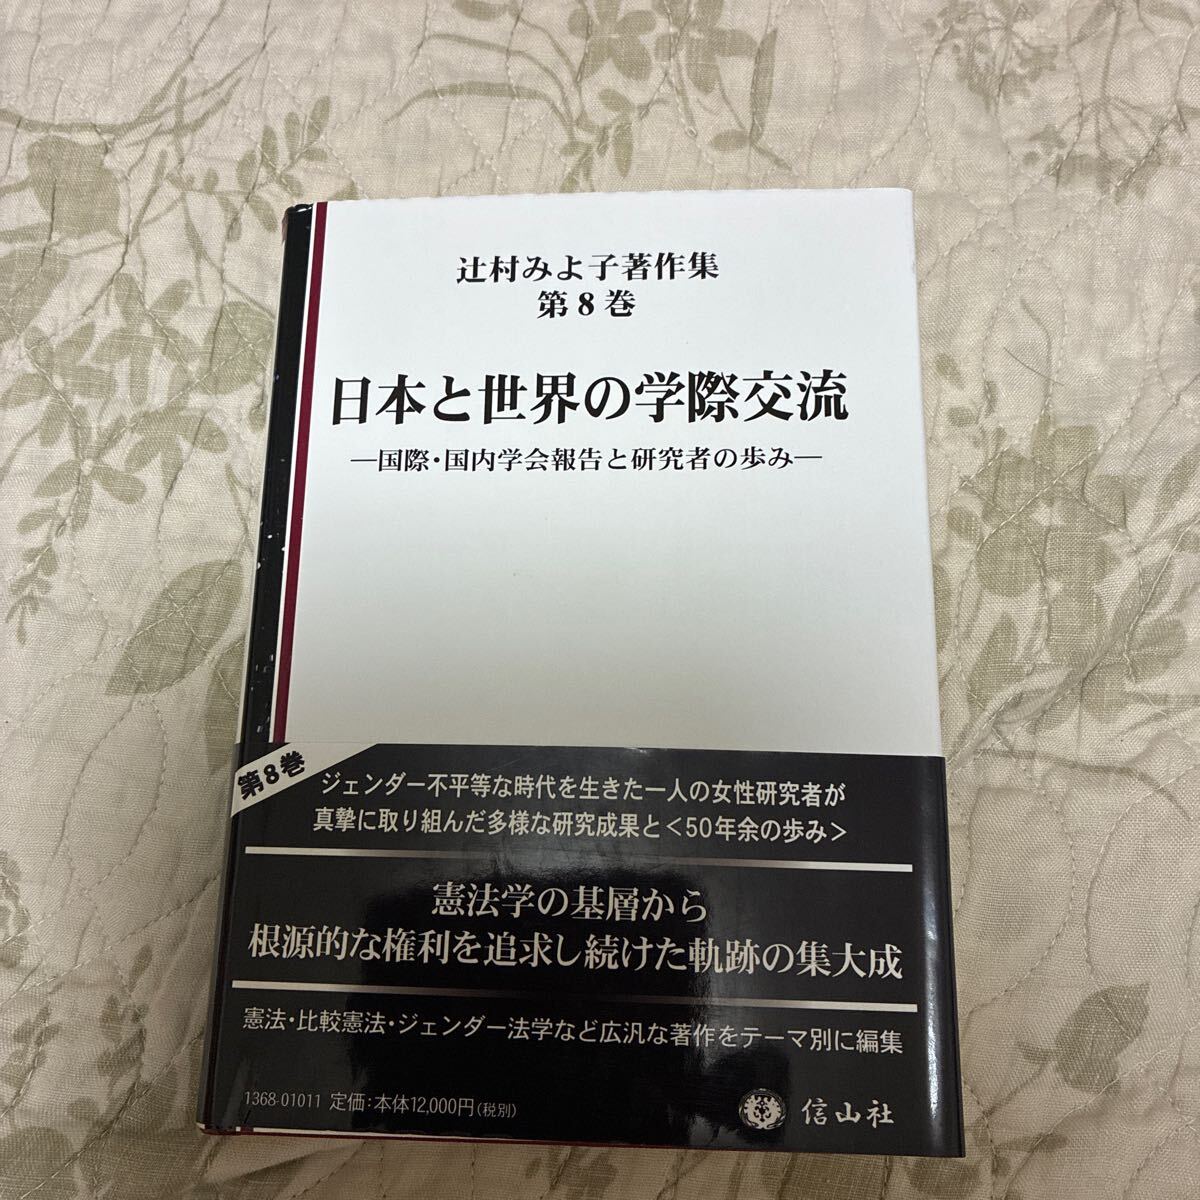 辻村みよ子著作集
第8巻
日本と世界の学際交流
―国際・国内学会報告と研究者の歩み―
第8巻
ジェンダー不平等な時代を生きた一人の女性研究者が
真摯に取り組んだ多様な研究成果と<50年余の歩み>
憲法学の基層から
根源的な権利を追求し続けた軌跡の集大成
憲法・比較憲法・ジェンダー法学など広汎な著作をテーマ別に編集
1368-01011 定価:本体12,000円(税別)
信山社